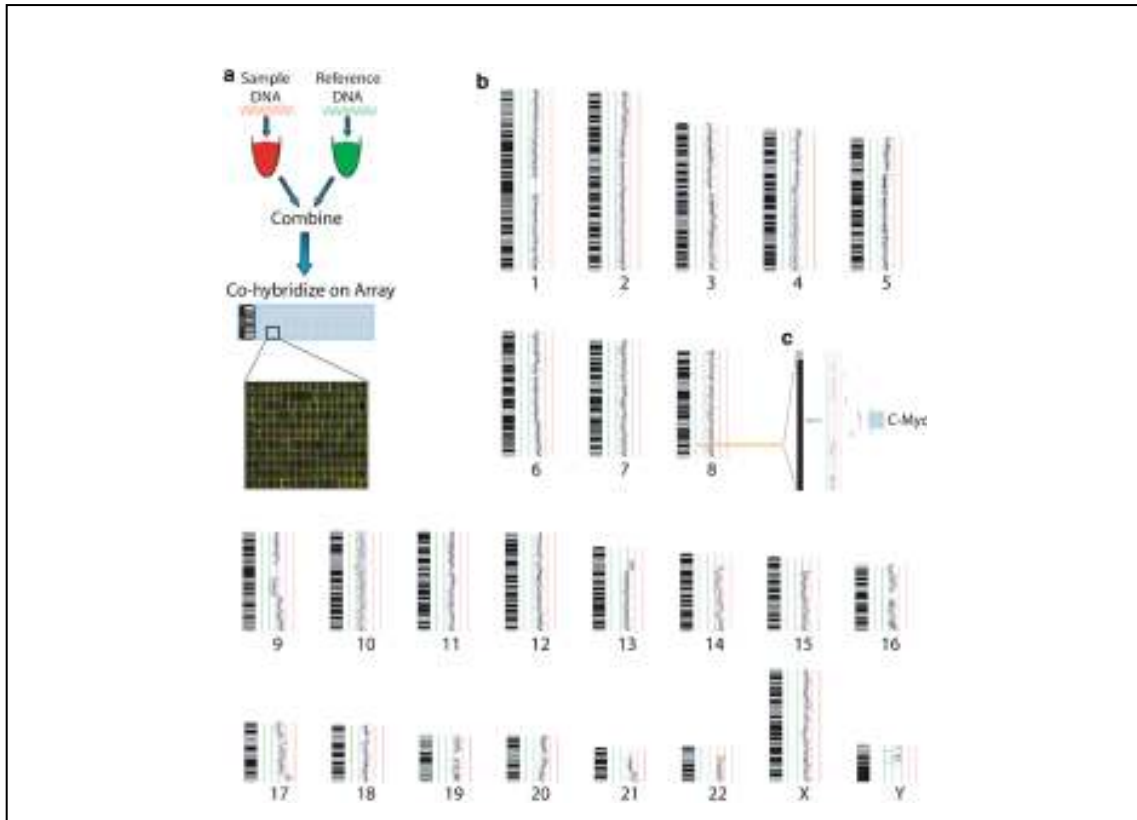 a Sample DNA
Reference DNA
Combine
Co-hybridize on Array
b
1 2 3 4 5
6 7 8
c
C-Myc
9 10 11 12 13 14 15 16
17 18 19 20 21 22 X Y